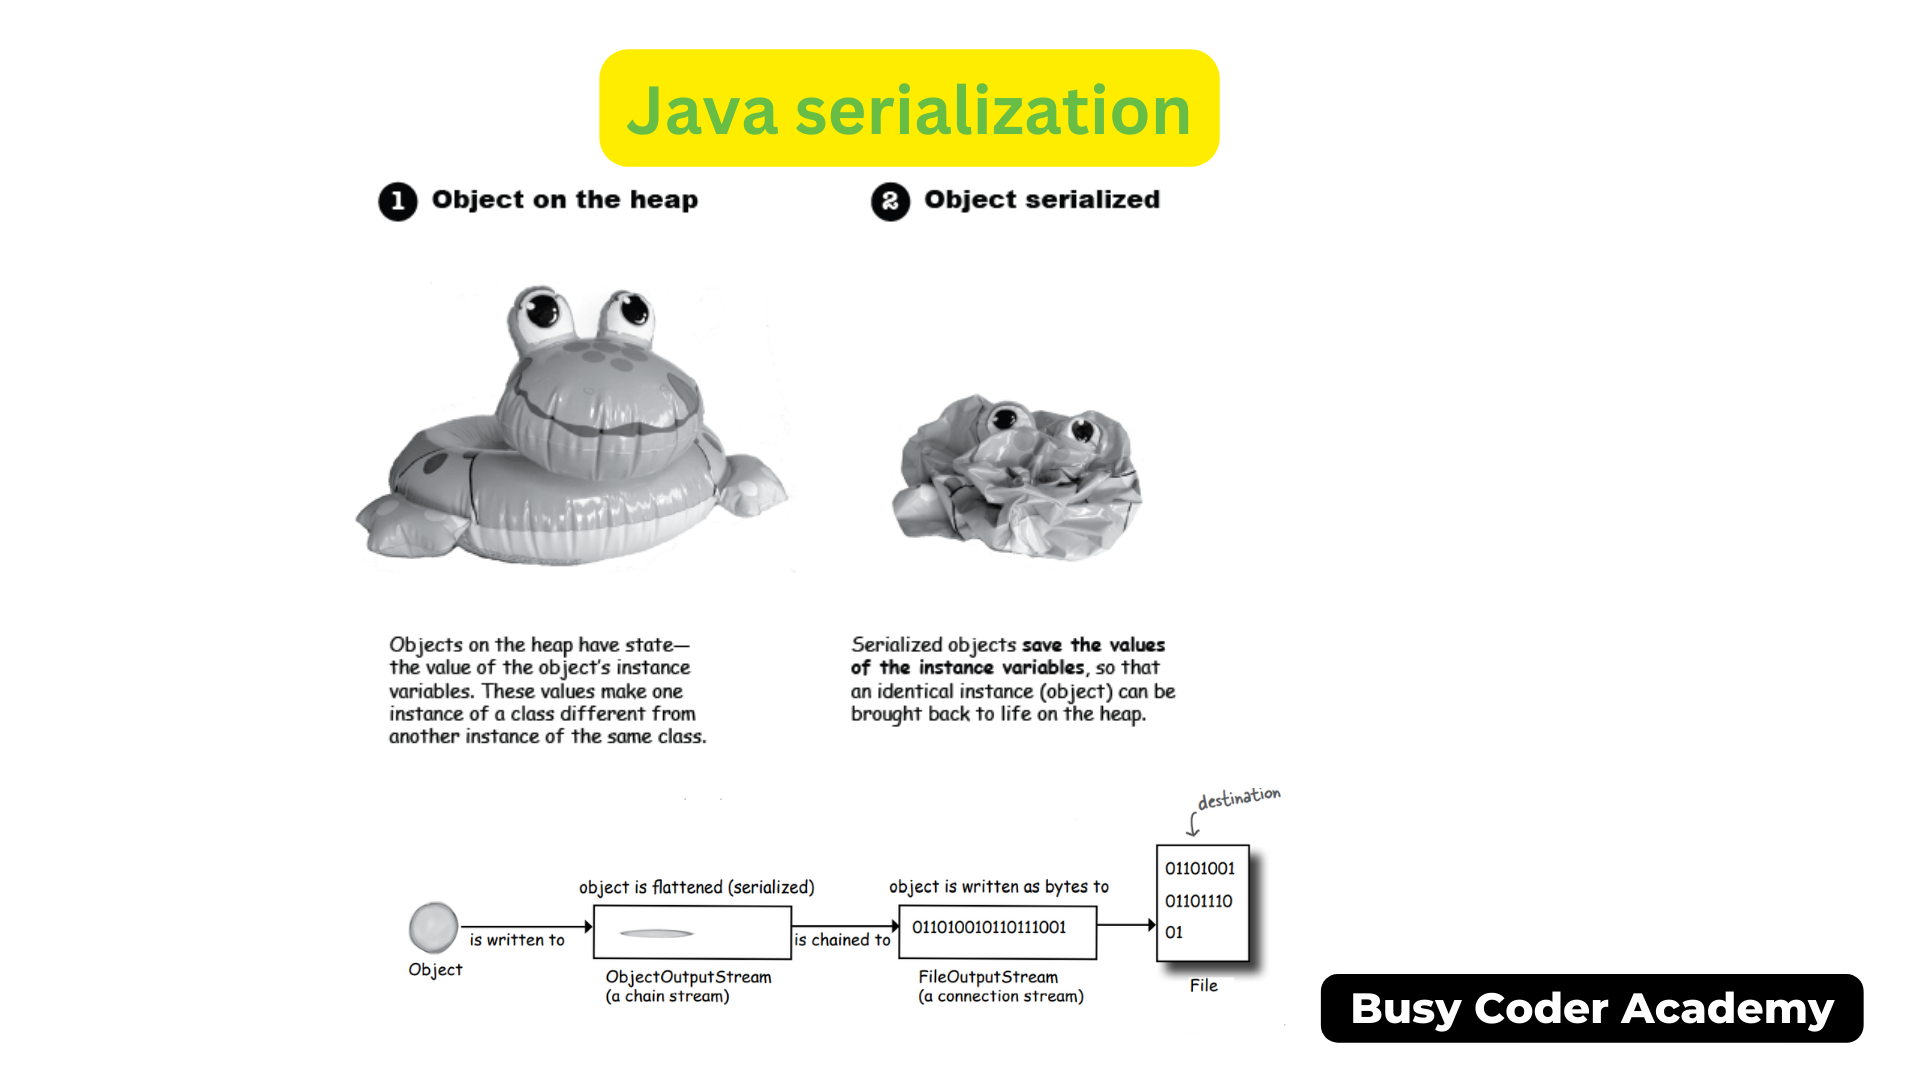 Java serialization
1 Object on the heap
2 Object serialized
Objects on the heap have state—
the value of the object's instance
variables. These values make one
instance of a class different from
another instance of the same class.
Serialized objects save the values
of the instance variables, so that
an identical instance (object) can be
brought back to life on the heap.
destination
object is flattened (serialized)
object is written as bytes to
01101001
01101110
01
011010010110111001
is written to
is chained to
Object
ObjectOutputStream
(a chain stream)
FileOutputStream
(a connection stream)
File
Busy Coder Academy